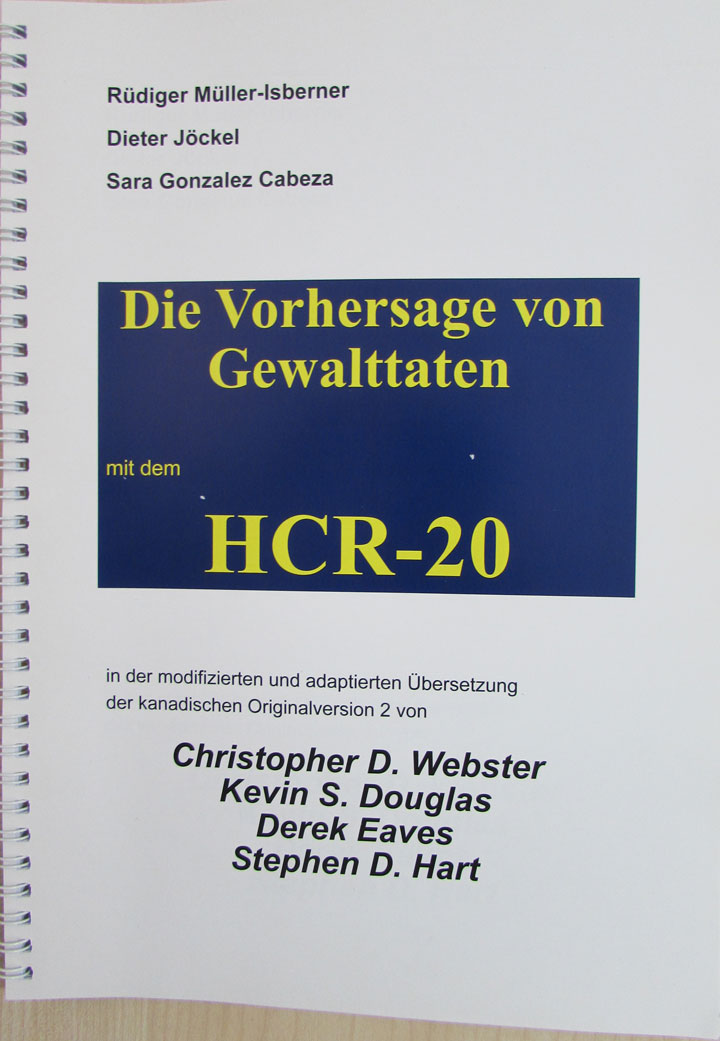 Rüdiger Müller-Isberner
Dieter Jöckel
Sara Gonzalez Cabeza
Die Vorhersage von
Gewalttaten
mit dem
HCR-20
in der modifizierten und adaptierten Übersetzung
der kanadischen Originalversion 2 von
Christopher D. Webster
Kevin S. Douglas
Derek Eaves
Stephen D. Hart